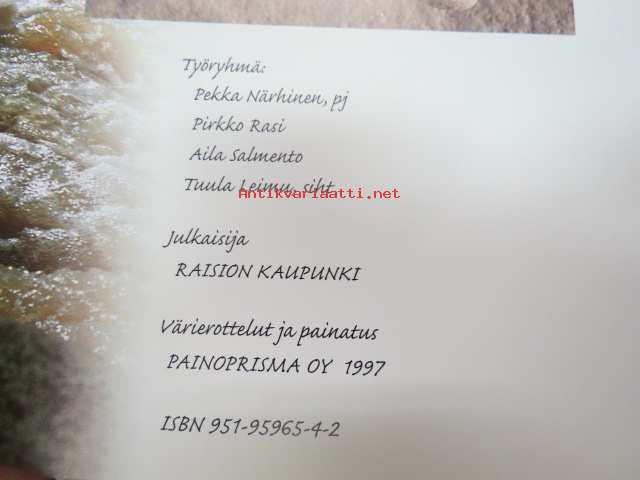 Työryhmä:
Pekka Närhinen, pj
Pirkko Rasi
Aila Salmento
Tuula Leimu, siht
Antikvariaatti.net
Julkaisija
RAISION KAUPUNKI
Värierottelut ja painatus
PAINOPRISMA OY 1997
ISBN 951-95965-4-2